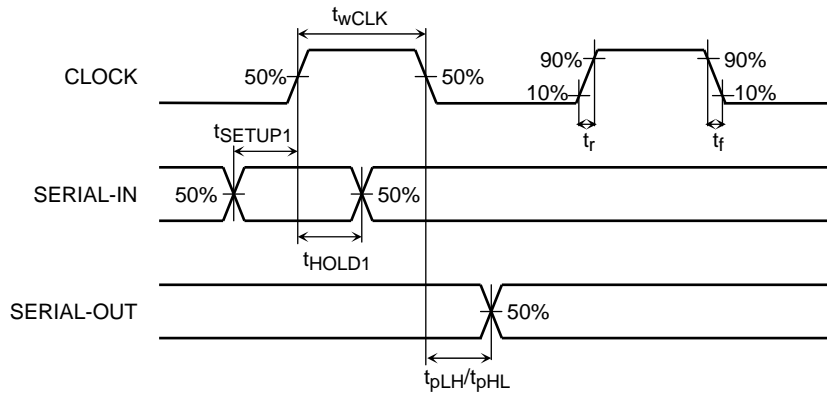 twCLK
CLOCK
50%
50%
90%
90%
10%
10%
tSETUP1
tr
tf
SERIAL-IN
50%
50%
tHOLD1
SERIAL-OUT
50%
tpLH/tpHL